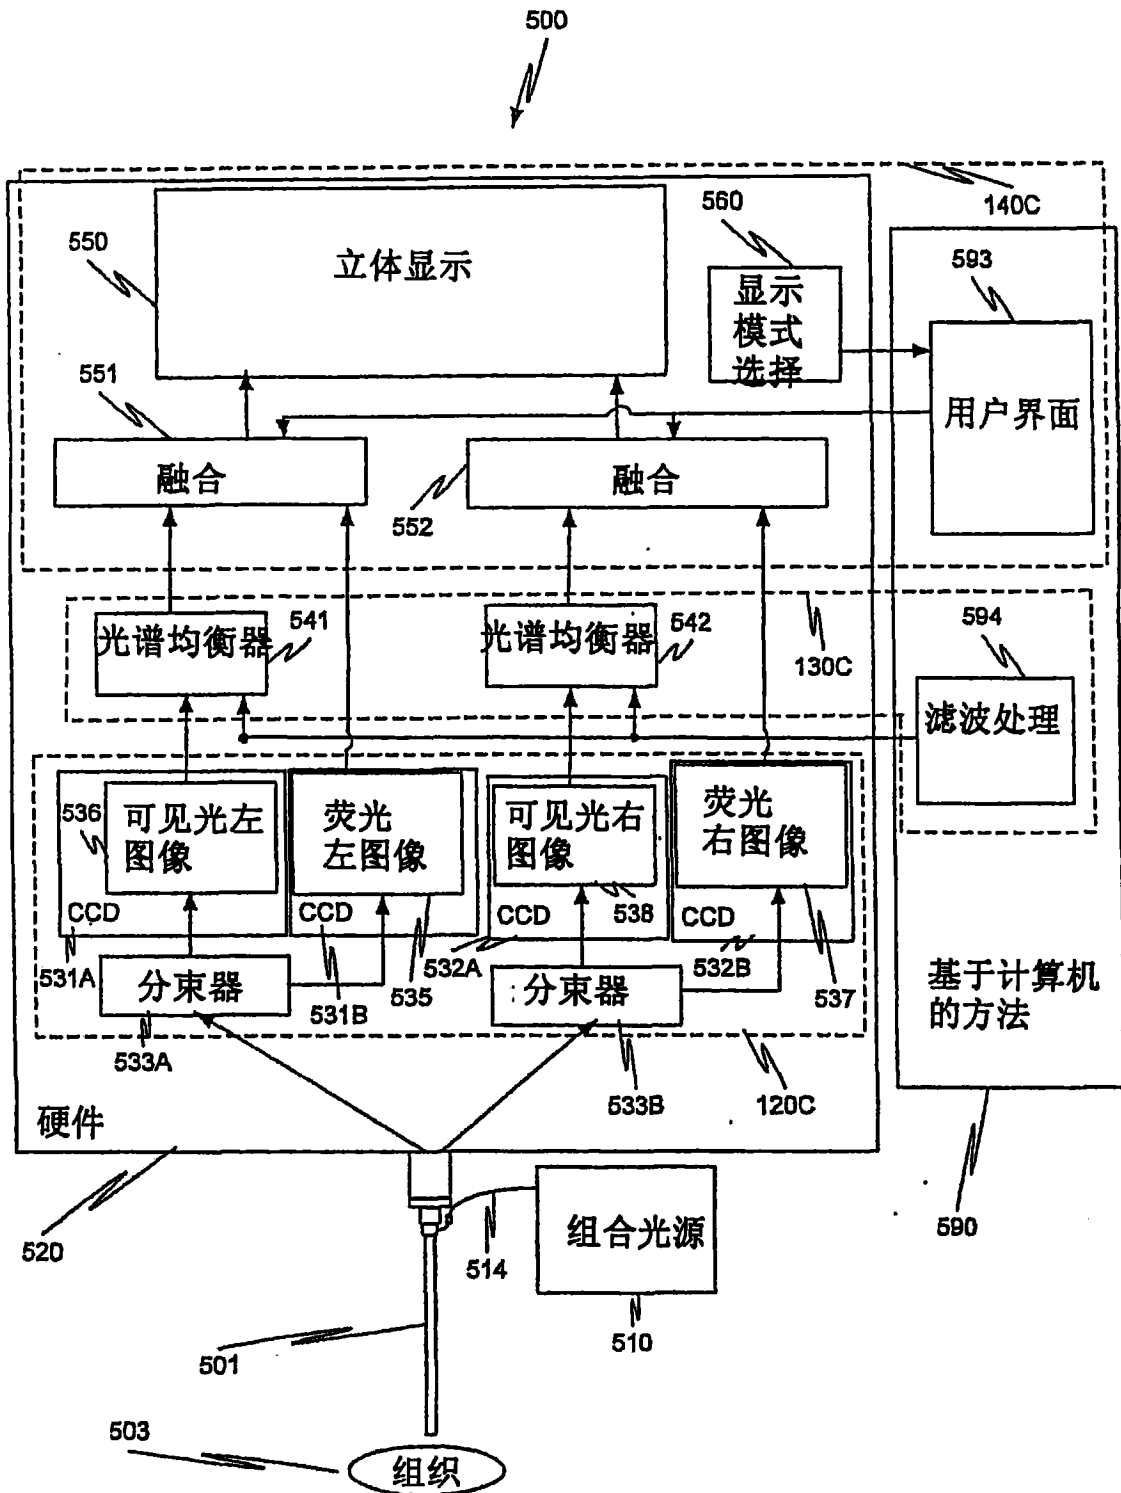 500
140C
560
550
立体显示
593
显示
模式
选择
551
用户界面
融合
融合
552
594
光谱均衡器
541
光谱均衡器
542
130C
滤波处理
536
可见光左
图像
荧光
左图像
可见光右
图像
荧光
右图像
CCD
CCD
CCD
538
CCD
531A
分束器
531B
535
532A
分束器
532B
537
基于计算机
的方法
533A
533B
120C
硬件
520
514
组合光源
590
510
501
503
组织